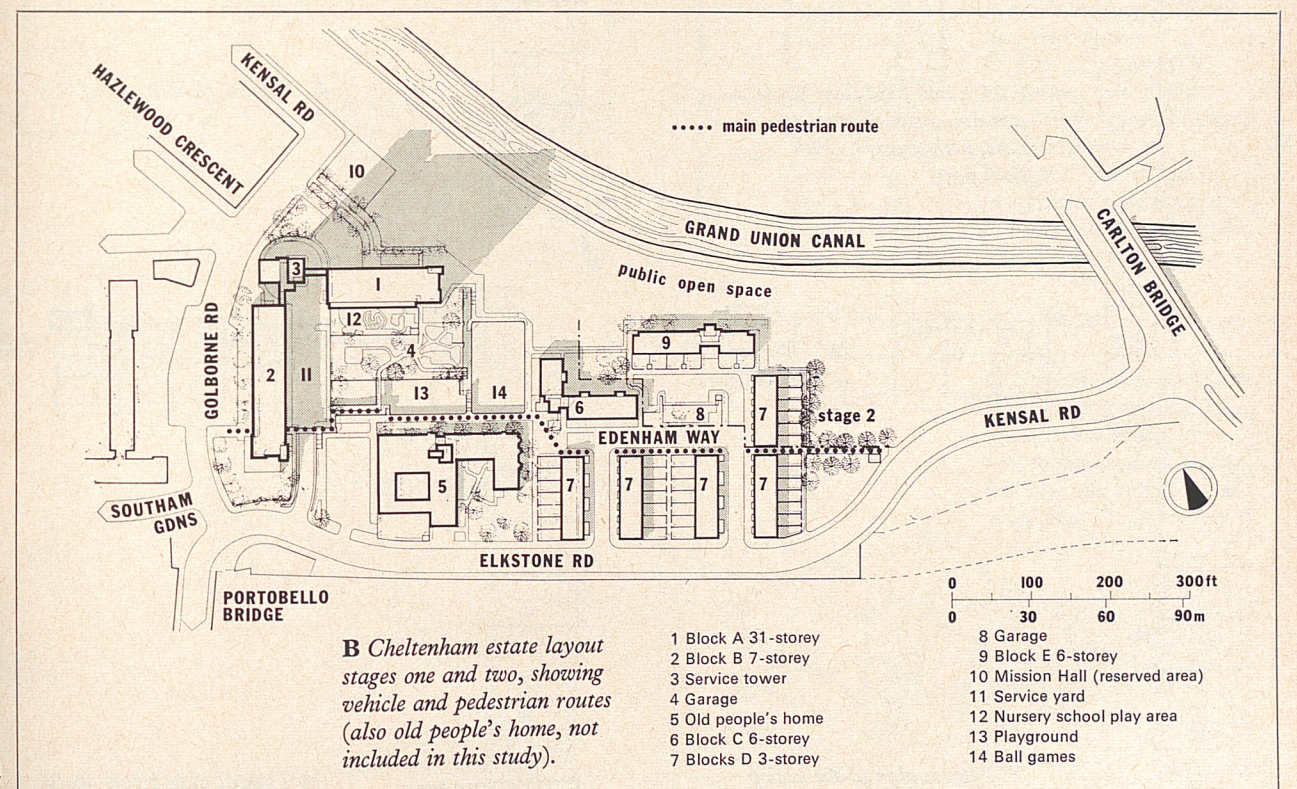 KENSAL RD
HAZLEWOOD CRESCENT
main pedestrian route
10
GRAND UNION CANAL
CARLTON BRIDGE
public open space
3
1
12
4
GOLBORNE RD
2
11
13
14
9
6
8
7
stage 2
KENSAL RD
EDENHAM WAY
5
7
7
7
7
SOUTHAM
GDNS
ELKSTONE RD
PORTOBELLO
BRIDGE
0 100 200 300ft
0 30 60 90m
B Cheltenham estate layout
stages one and two, showing
vehicle and pedestrian routes
(also old people's home, not
included in this study).
1 Block A 31-storey
2 Block B 7-storey
3 Service tower
4 Garage
5 Old people's home
6 Block C 6-storey
7 Blocks D 3-storey
8 Garage
9 Block E 6-storey
10 Mission Hall (reserved area)
11 Service yard
12 Nursery school play area
13 Playground
14 Ball games